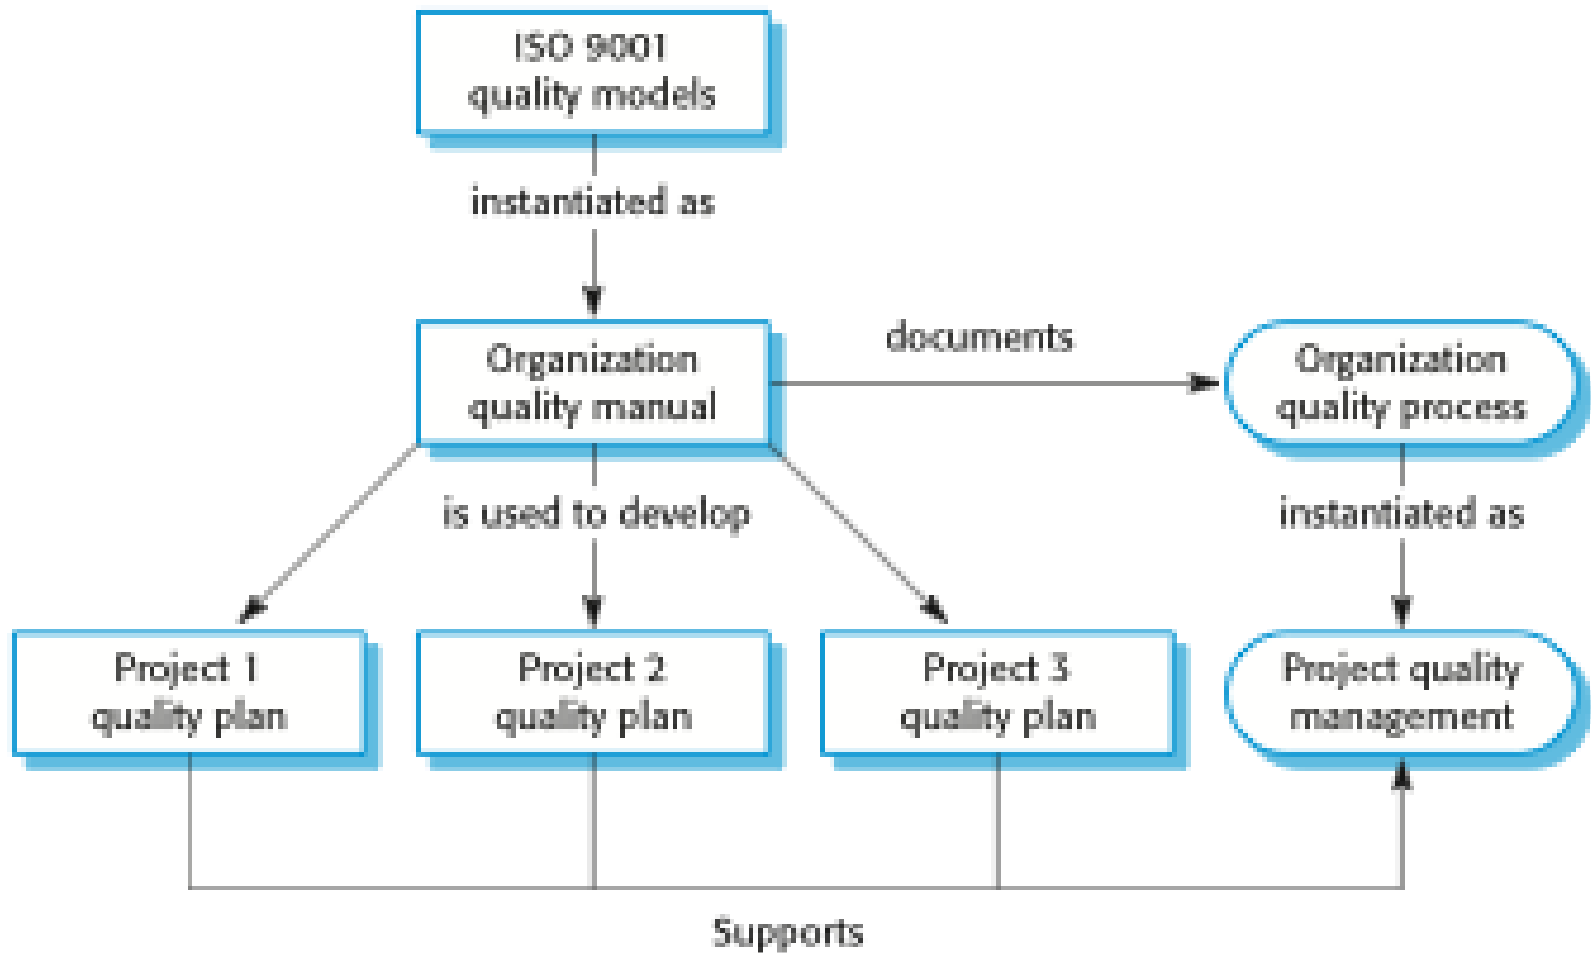 ISO 9001
quality models
instantiated as
documents
Organization
quality manual
Organization
quality process
is used to develop
instantiated as
Project 1
quality plan
Project 2
quality plan
Project 3
quality plan
Project quality
management
Supports